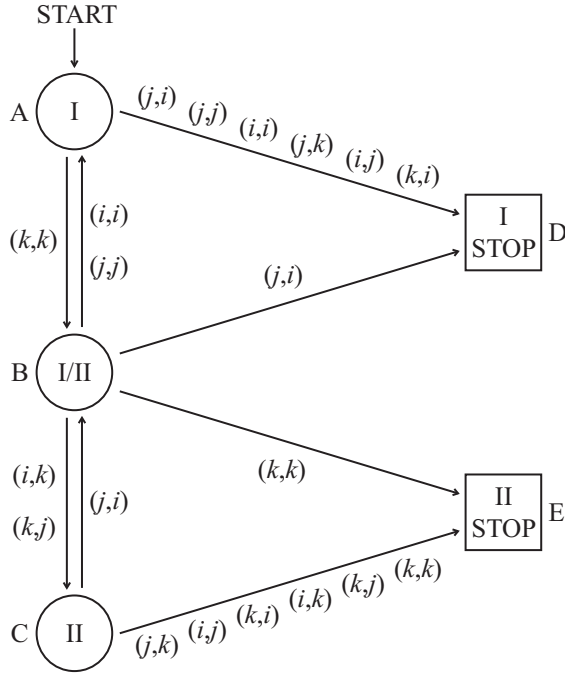 START
A
I
(j,i)
(j,j)
(i,i)
(j,k)
(i,j)
(k,i)
(k,k)
(i,i)
(j,j)
I
STOP
D
(j,i)
B
I/II
(k,k)
(i,k)
(k,j)
(j,i)
II
STOP
E
C
II
(j,k)
(i,j)
(k,i)
(i,k)
(k,j)
(k,k)